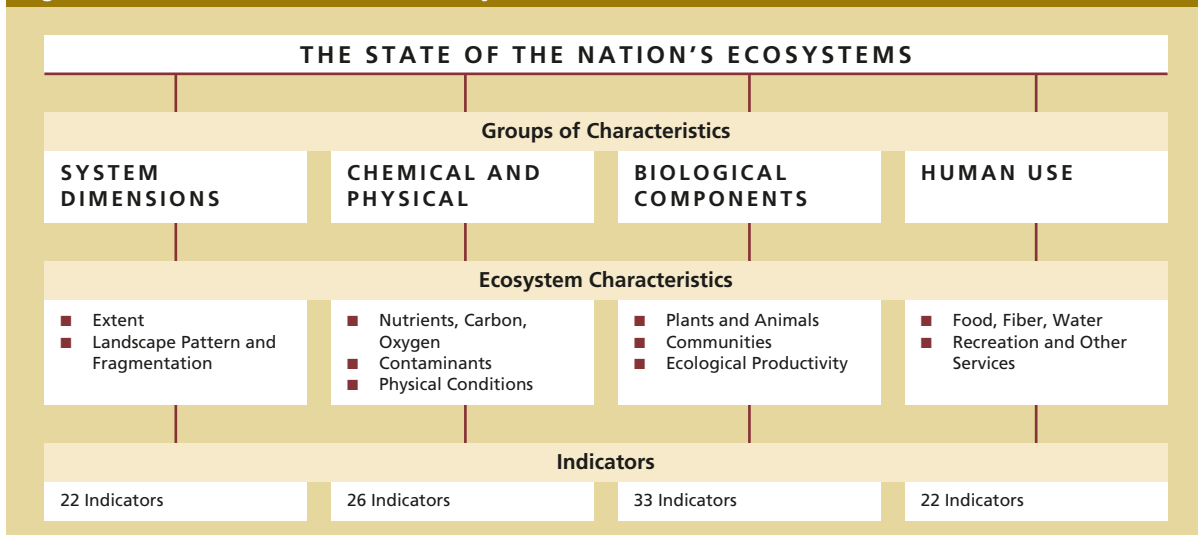 THE STATE OF THE NATION'S ECOSYSTEMS
Groups of Characteristics
SYSTEM
DIMENSIONS
CHEMICAL AND
PHYSICAL
BIOLOGICAL
COMPONENTS
HUMAN USE
Ecosystem Characteristics
■ Extent
■ Landscape Pattern and
Fragmentation
■ Nutrients, Carbon,
Oxygen
■ Contaminants
■ Physical Conditions
■ Plants and Animals
■ Communities
■ Ecological Productivity
■ Food, Fiber, Water
■ Recreation and Other
Services
Indicators
22 Indicators
26 Indicators
33 Indicators
22 Indicators